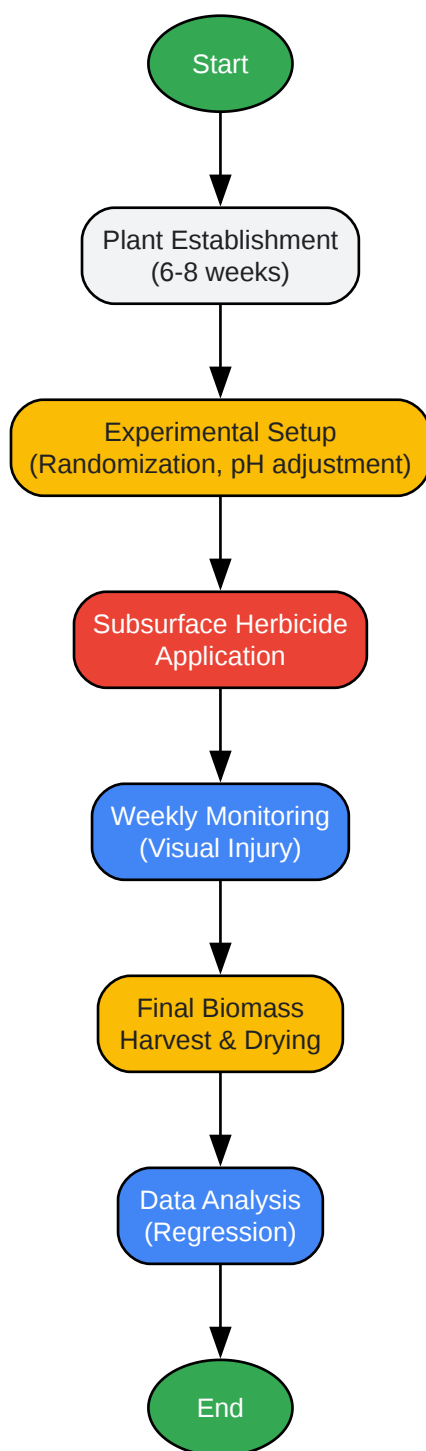 Start
Plant Establishment
(6-8 weeks)
Experimental Setup
(Randomization, pH adjustment)
Subsurface Herbicide
Application
Weekly Monitoring
(Visual Injury)
Final Biomass
Harvest & Drying
Data Analysis
(Regression)
End